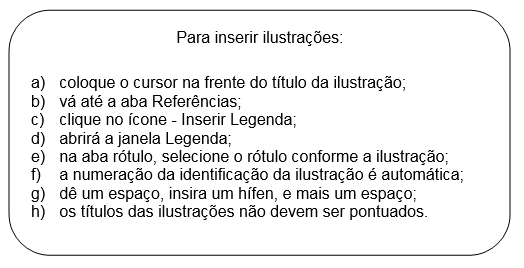 Para inserir ilustrações:
a) coloque o cursor na frente do título da ilustração;
b) vá até a aba Referências;
c) clique no ícone - Inserir Legenda;
d) abrirá a janela Legenda;
e) na aba rótulo, selecione o rótulo conforme a ilustração;
f) a numeração da identificação da ilustração é automática;
g) dê um espaço, insira um hífen, e mais um espaço;
h) os títulos das ilustrações não devem ser pontuados.